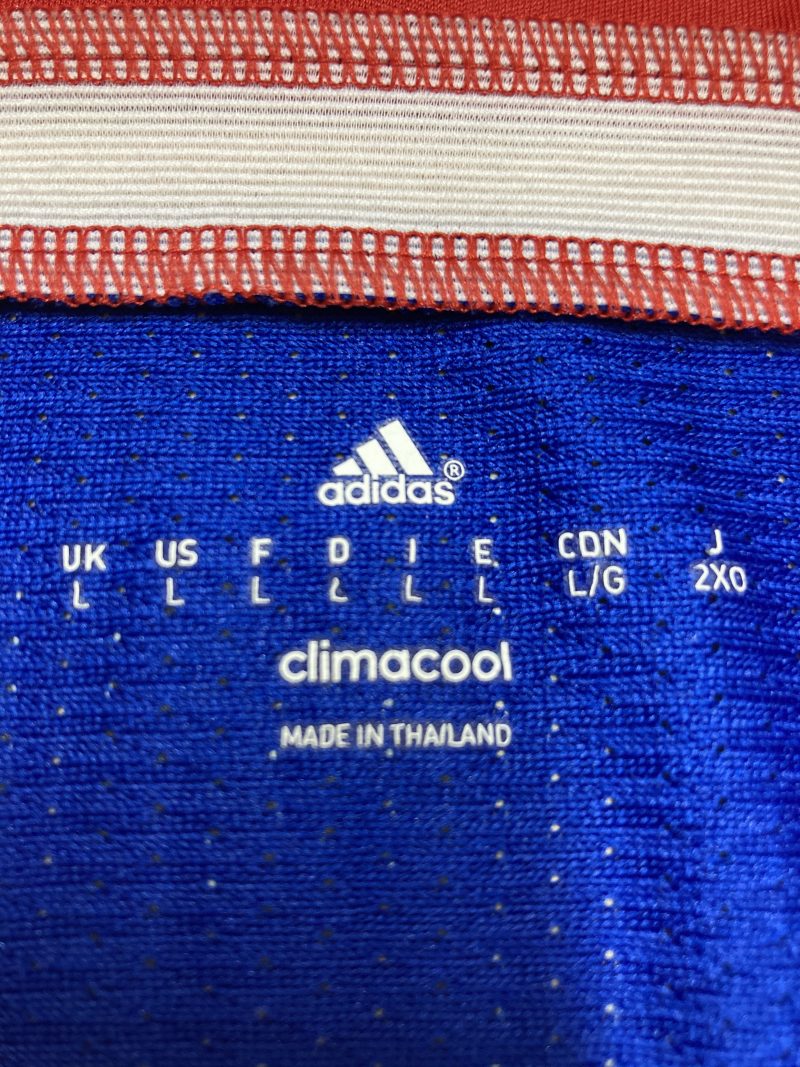 adidas®
UK US F D I E CDN J
L L L L L L L/G 2XO
climacool
MADE IN THAILAND